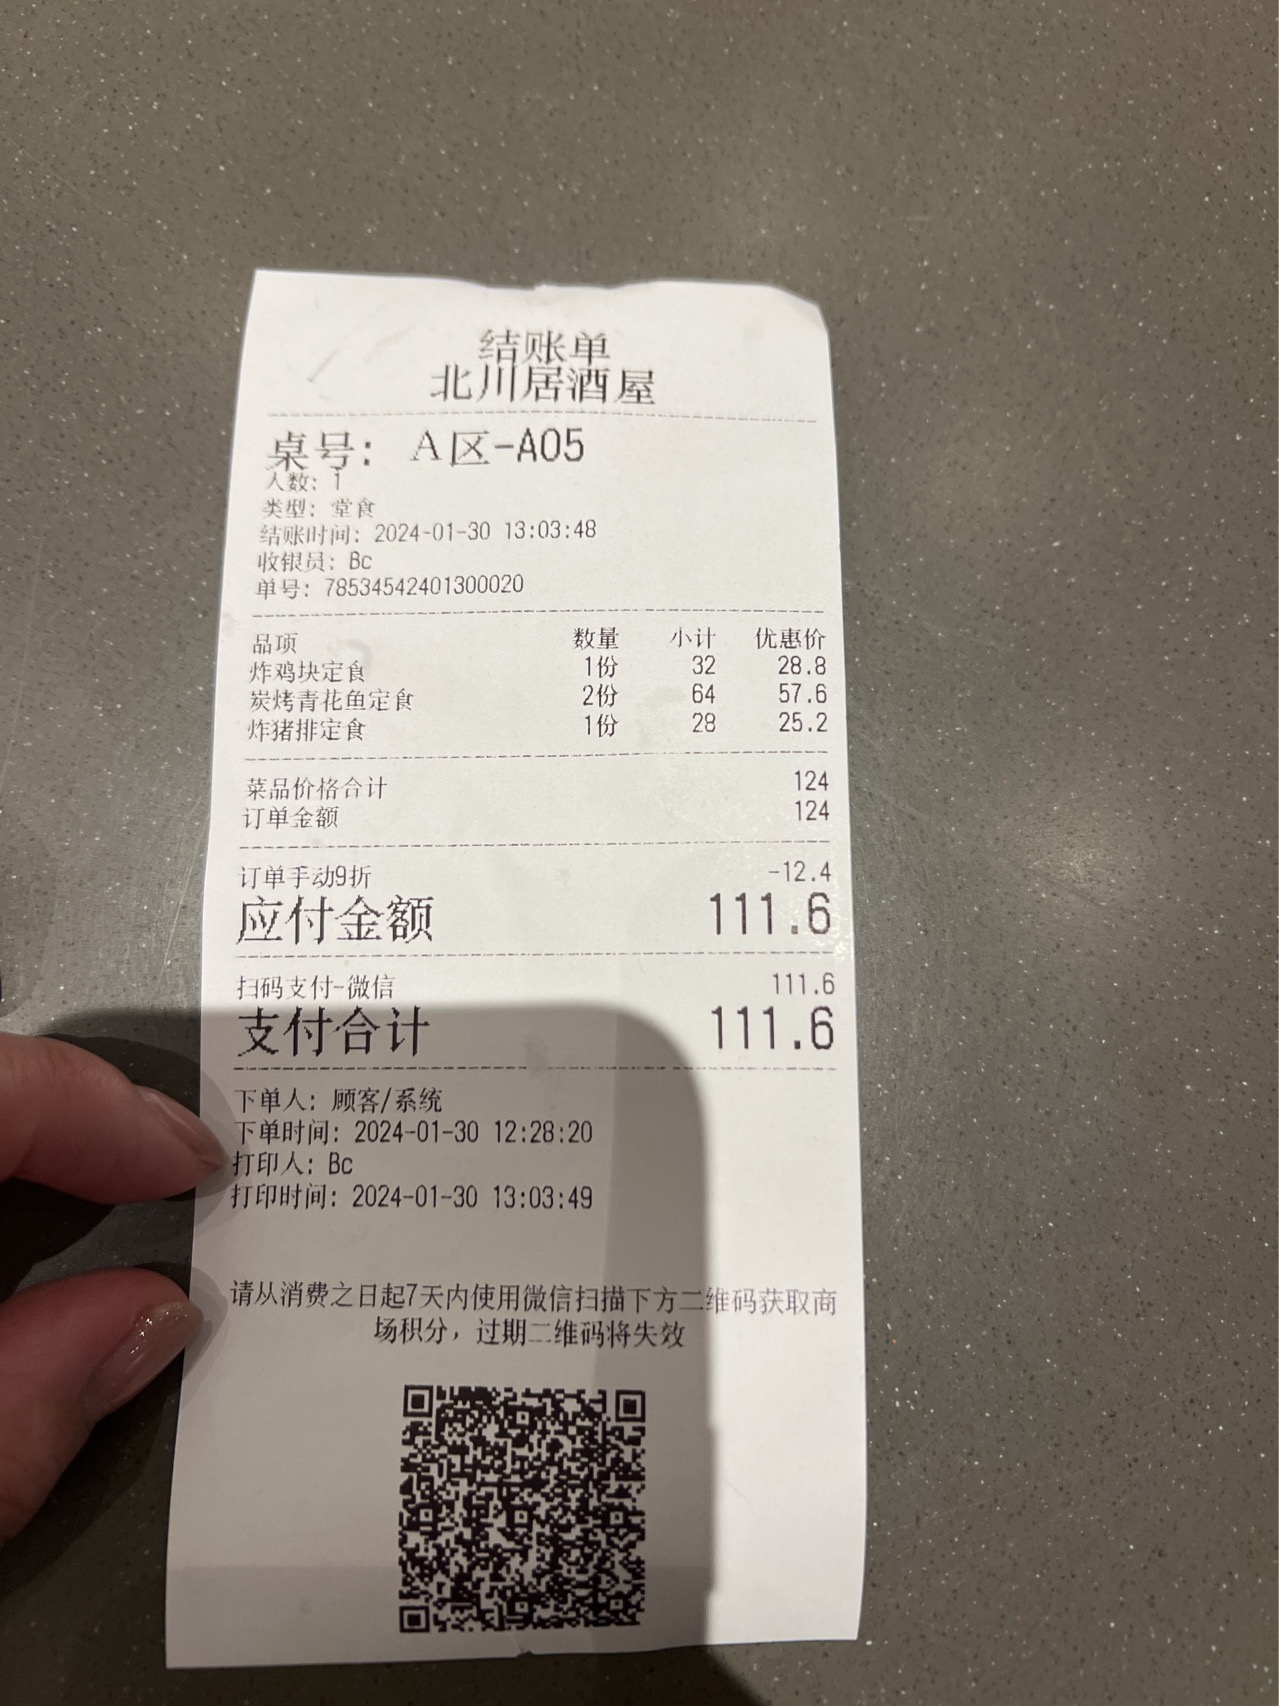 结账单
北川居酒屋
桌号： A区-A05
人数：1
类型：堂食
结账时间：2024-01-30 13:03:48
收银员：Bc
单号：78534542401300020
品项 数量 小计 优惠价
炸鸡块定食 1份 32 28.8
炭烤青花鱼定食 2份 64 57.6
炸猪排定食 1份 28 25.2
菜品价格合计 124
订单金额 124
订单手动9折 -12.4
应付金额 111.6
扫码支付-微信 111.6
支付合计 111.6
下单人：顾客/系统
下单时间：2024-01-30 12:28:20
打印人：Bc
打印时间：2024-01-30 13:03:49
请从消费之日起7天内使用微信扫描下方二维码获取商
场积分，过期二维码将失效